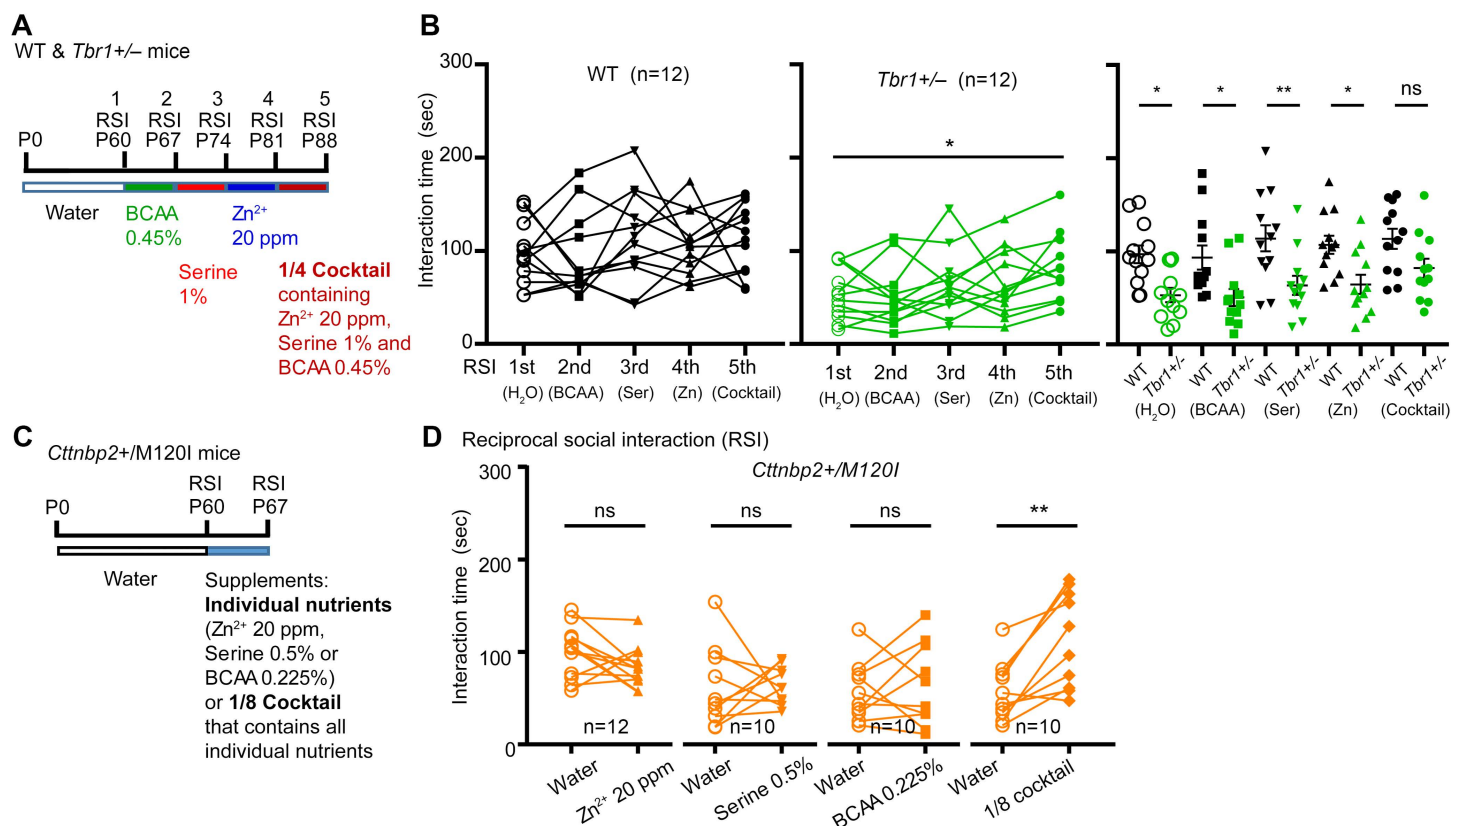 A
WT & Tbr1+/– mice
1 2 3 4 5
RSI RSI RSI RSI RSI
P0 P60 P67 P74 P81 P88
Water
BCAA
0.45%
Zn2+
20 ppm
Serine
1%
1/4 Cocktail
containing
Zn2+ 20 ppm,
Serine 1% and
BCAA 0.45%
B
Interaction time (sec)
300
200
100
0
WT (n=12)
RSI 1st 2nd 3rd 4th 5th
(H2O) (BCAA) (Ser) (Zn) (Cocktail)
Tbr1+/– (n=12)
*
1st 2nd 3rd 4th 5th
(H2O) (BCAA) (Ser) (Zn) (Cocktail)
* * ** * ns
WT Tbr1+/- WT Tbr1+/- WT Tbr1+/- WT Tbr1+/- WT Tbr1+/-
(H2O) (BCAA) (Ser) (Zn) (Cocktail)
C
Cttnbp2+/M120I mice
RSI RSI
P0 P60 P67
Water
Supplements:
Individual nutrients
(Zn2+ 20 ppm,
Serine 0.5% or
BCAA 0.225%)
or 1/8 Cocktail
that contains all
individual nutrients
D
Reciprocal social interaction (RSI)
Cttnbp2+/M120I
Interaction time (sec)
300
200
100
0
ns ns ns **
n=12 n=10 n=10 n=10
Water Zn2+ 20 ppm Water Serine 0.5% Water BCAA 0.225% Water 1/8 cocktail